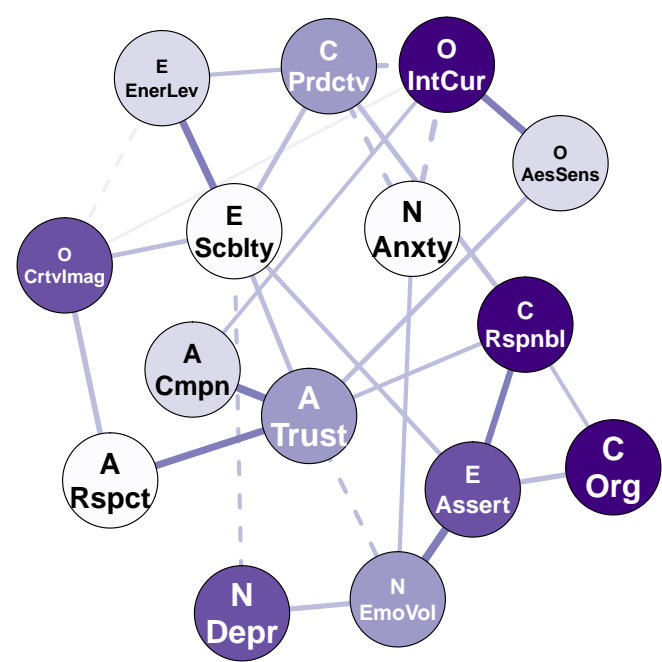 C
Prdctv
O
IntCur
E
EnerLev
O
AesSens
E
Scblty
N
Anxty
O
CrtvImag
C
Rspnbl
A
Cmpn
A
Trust
A
Rspct
E
Assert
C
Org
N
Depr
N
EmoVol